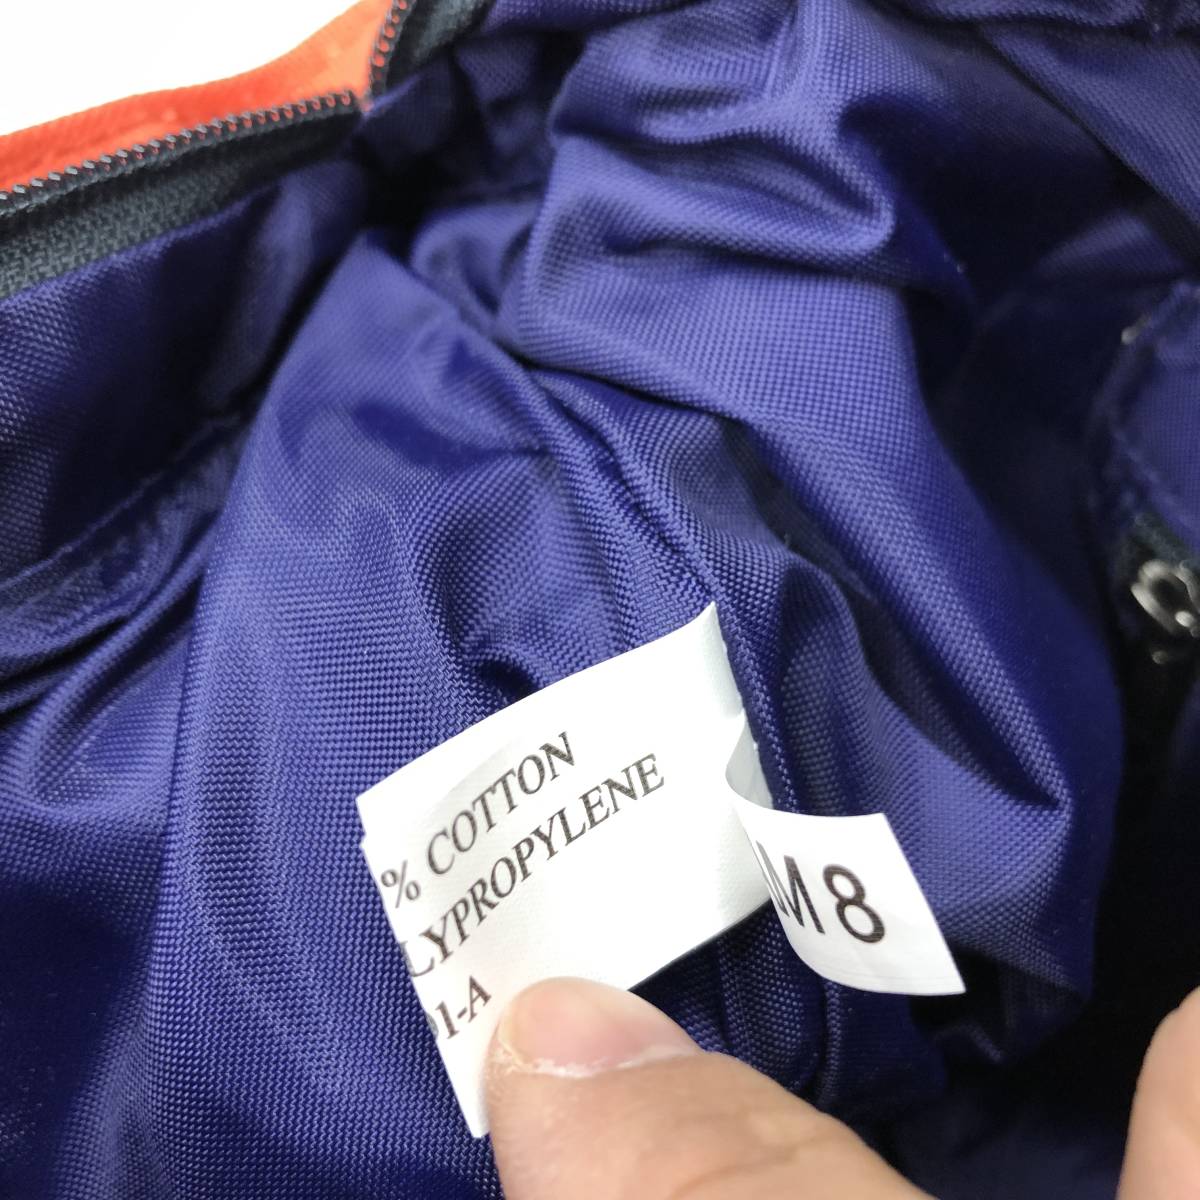 % COTTON
LYPROPYLENE
01-A
M8